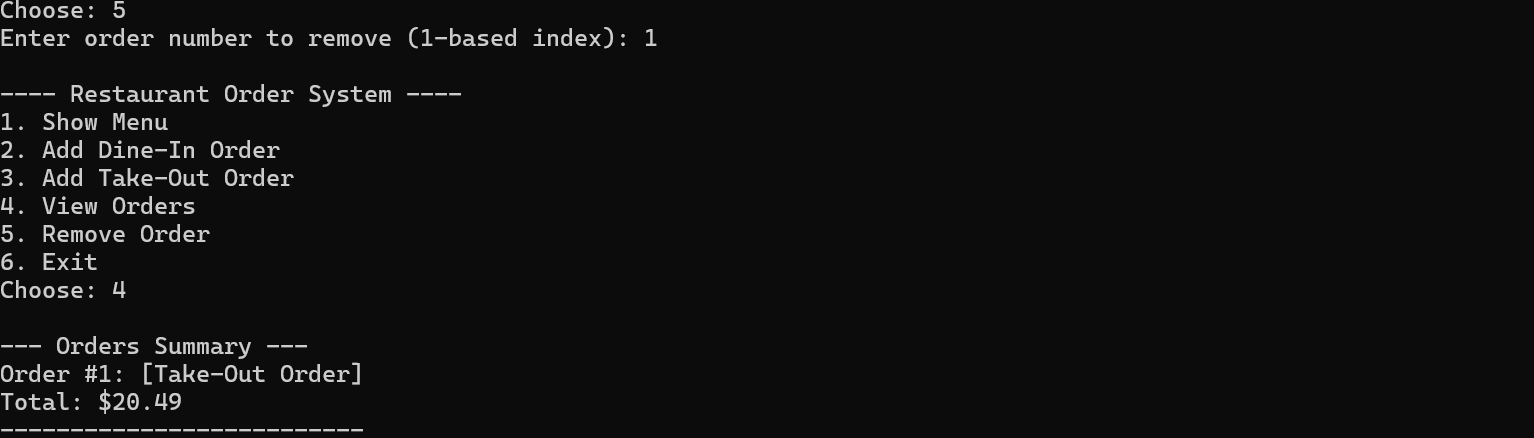 Choose: 5
Enter order number to remove (1-based index): 1
---- Restaurant Order System ----
1. Show Menu
2. Add Dine-In Order
3. Add Take-Out Order
4. View Orders
5. Remove Order
6. Exit
Choose: 4
--- Orders Summary ---
Order #1: [Take-Out Order]
Total: $20.49
--------------------------